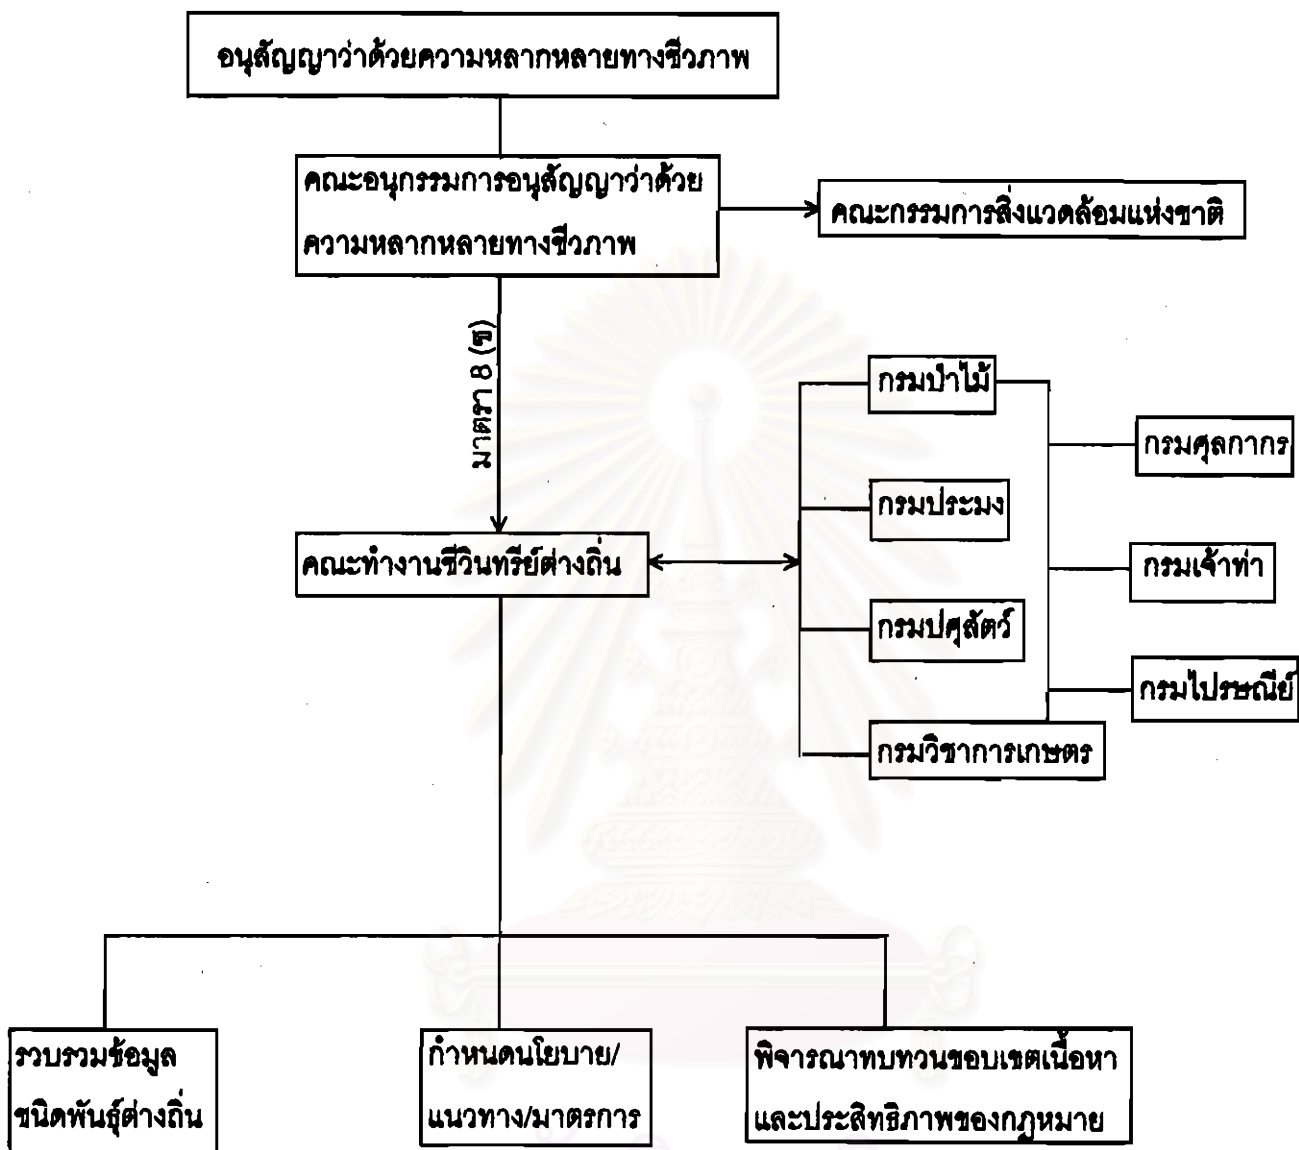 อนุสัญญาว่าด้วยความหลากหลายทางชีวภาพ
คณะอนุกรรมการอนุสัญญาว่าด้วย
ความหลากหลายทางชีวภาพ
คณะกรรมการสิ่งแวดล้อมแห่งชาติ
มาตรา 8 (ซ)
กรมป่าไม้
กรมศุลกากร
กรมประมง
คณะทำงานชีวินทรีย์ต่างถิ่น
กรมเจ้าท่า
กรมปศุสัตว์
กรมไปรษณีย์
กรมวิชาการเกษตร
รวบรวมข้อมูล
ชนิดพันธุ์ต่างถิ่น
กำหนดนโยบาย/
แนวทาง/มาตรการ
พิจารณาทบทวนขอบเขตเนื้อหา
และประสิทธิภาพของกฎหมาย